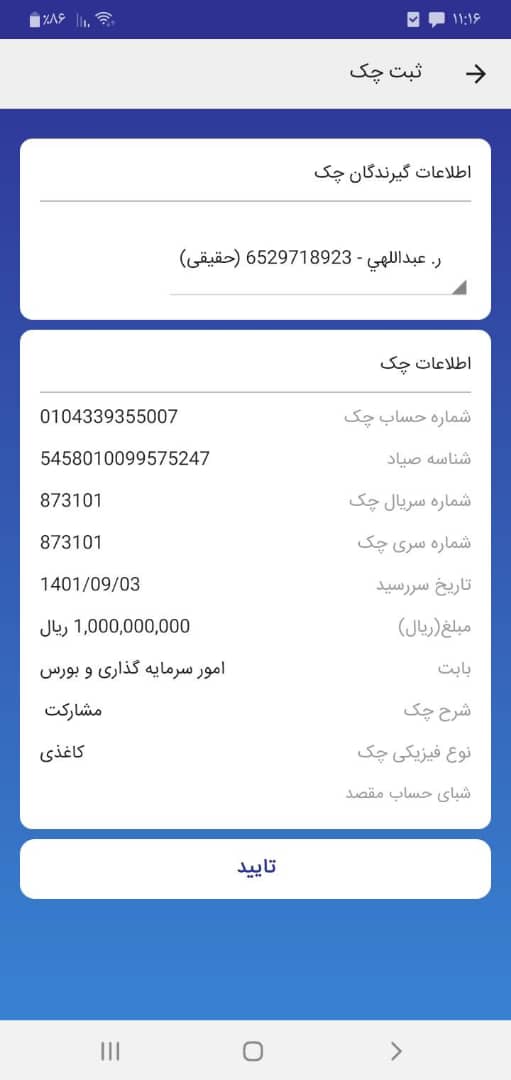 ۱۱:۱۶ ٪۸۶
ثبت چک
اطلاعات گیرندگان چک
ر. عبداللهي - 6529718923 (حقیقی)
اطلاعات چک
شماره حساب چک 0104339355007
شناسه صیاد 5458010099575247
شماره سریال چک 873101
شماره سری چک 873101
تاریخ سررسید 1401/09/03
مبلغ(ریال) 1,000,000,000 ریال
بابت امور سرمایه گذاری و بورس
شرح چک مشارکت
نوع فیزیکی چک کاغذی
شبای حساب مقصد
تایید